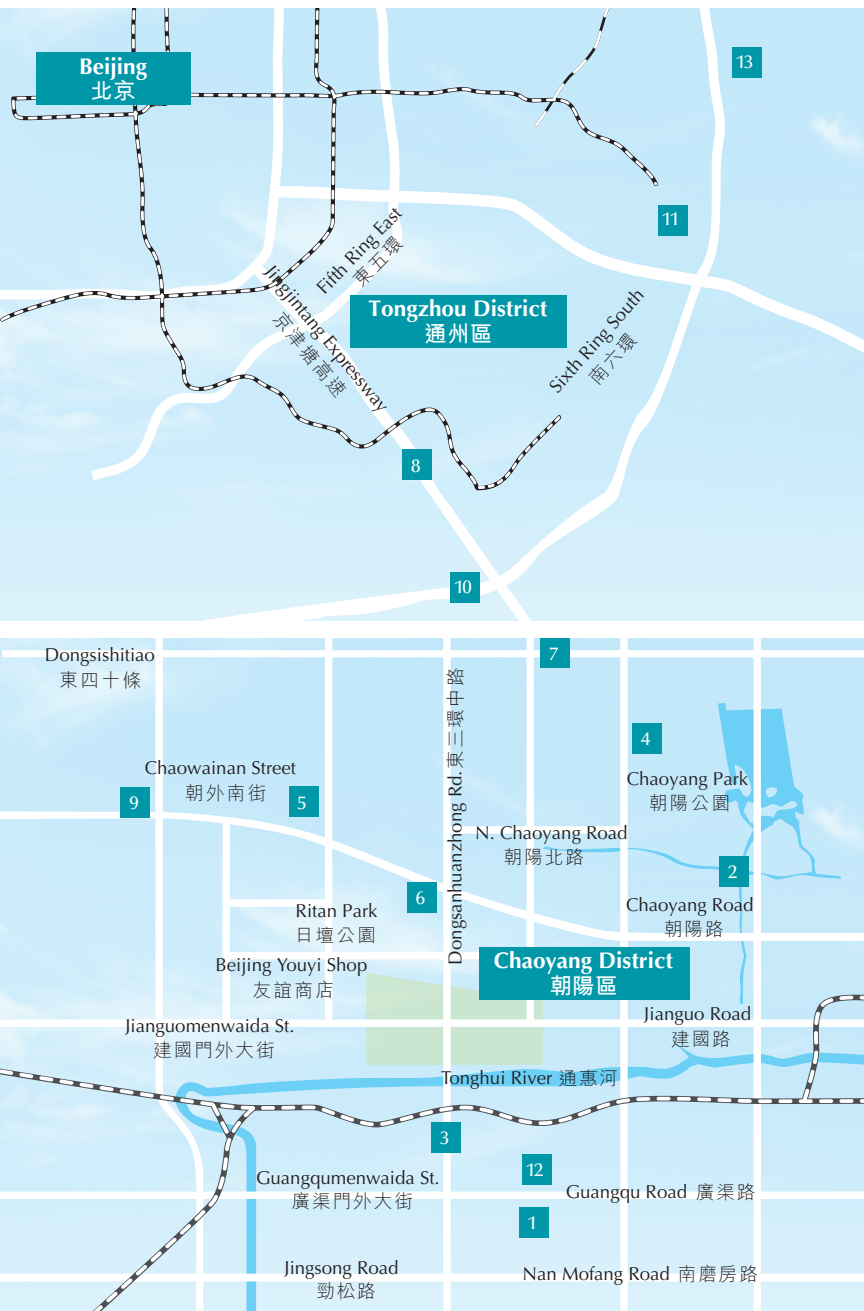 Beijing
北京
13
11
Fifth Ring East
東五環
Jingjintang Expressway
京津塘高速
Tongzhou District
通州區
Sixth Ring South
南六環
8
10
Dongsishitiao
東四十條
7
Dongsanhuanzhong Rd. 東三環中路
4
Chaowainan Street
朝外南街
9
5
Chaoyang Park
朝陽公園
N. Chaoyang Road
朝陽北路
2
6
Ritan Park
日壇公園
Chaoyang Road
朝陽路
Beijing Youyi Shop
友誼商店
Chaoyang District
朝陽區
Jianguomenwaida St.
建國門外大街
Jianguo Road
建國路
Tonghui River 通惠河
3
12
Guangqumenwaida St.
廣渠門外大街
Guangqu Road 廣渠路
1
Jingsong Road
勁松路
Nan Mofang Road 南磨房路